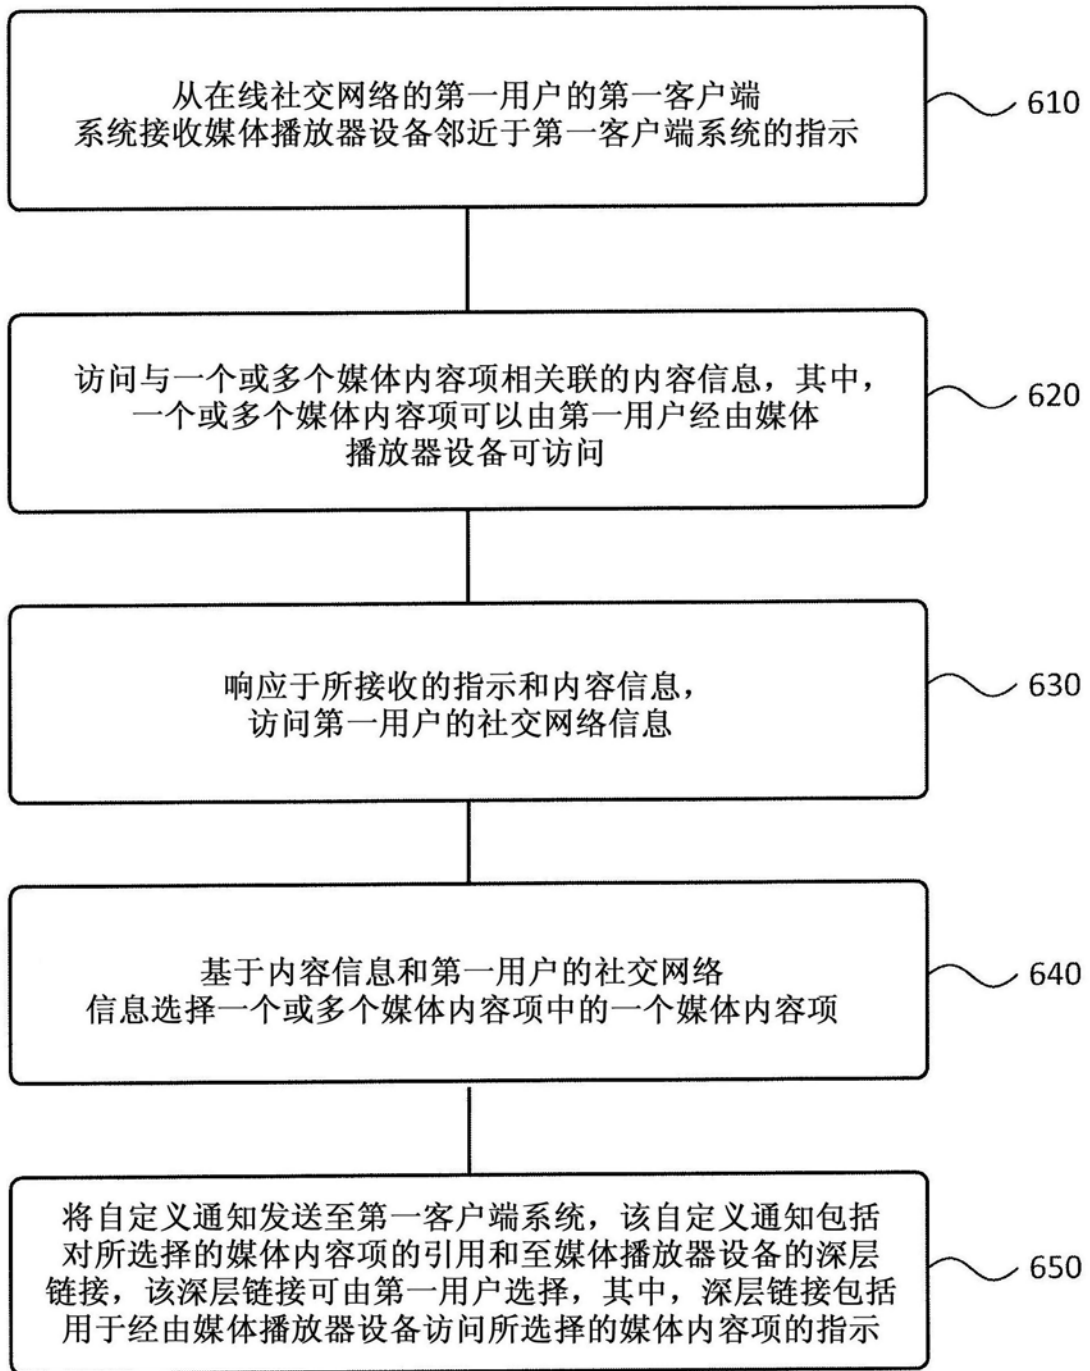 从在线社交网络的第一用户的第一客户端
系统接收媒体播放器设备邻近于第一客户端系统的指示
610
访问与一个或多个媒体内容项相关联的内容信息，其中，
一个或多个媒体内容项可以由第一用户经由媒体
播放器设备可访问
620
响应于所接收的指示和内容信息，
访问第一用户的社交网络信息
630
基于内容信息和第一用户的社交网络
信息选择一个或多个媒体内容项中的一个媒体内容项
640
将自定义通知发送至第一客户端系统，该自定义通知包括
对所选择的媒体内容项的引用和至媒体播放器设备的深层
链接，该深层链接可由第一用户选择，其中，深层链接包括
用于经由媒体播放器设备访问所选择的媒体内容项的指示
650